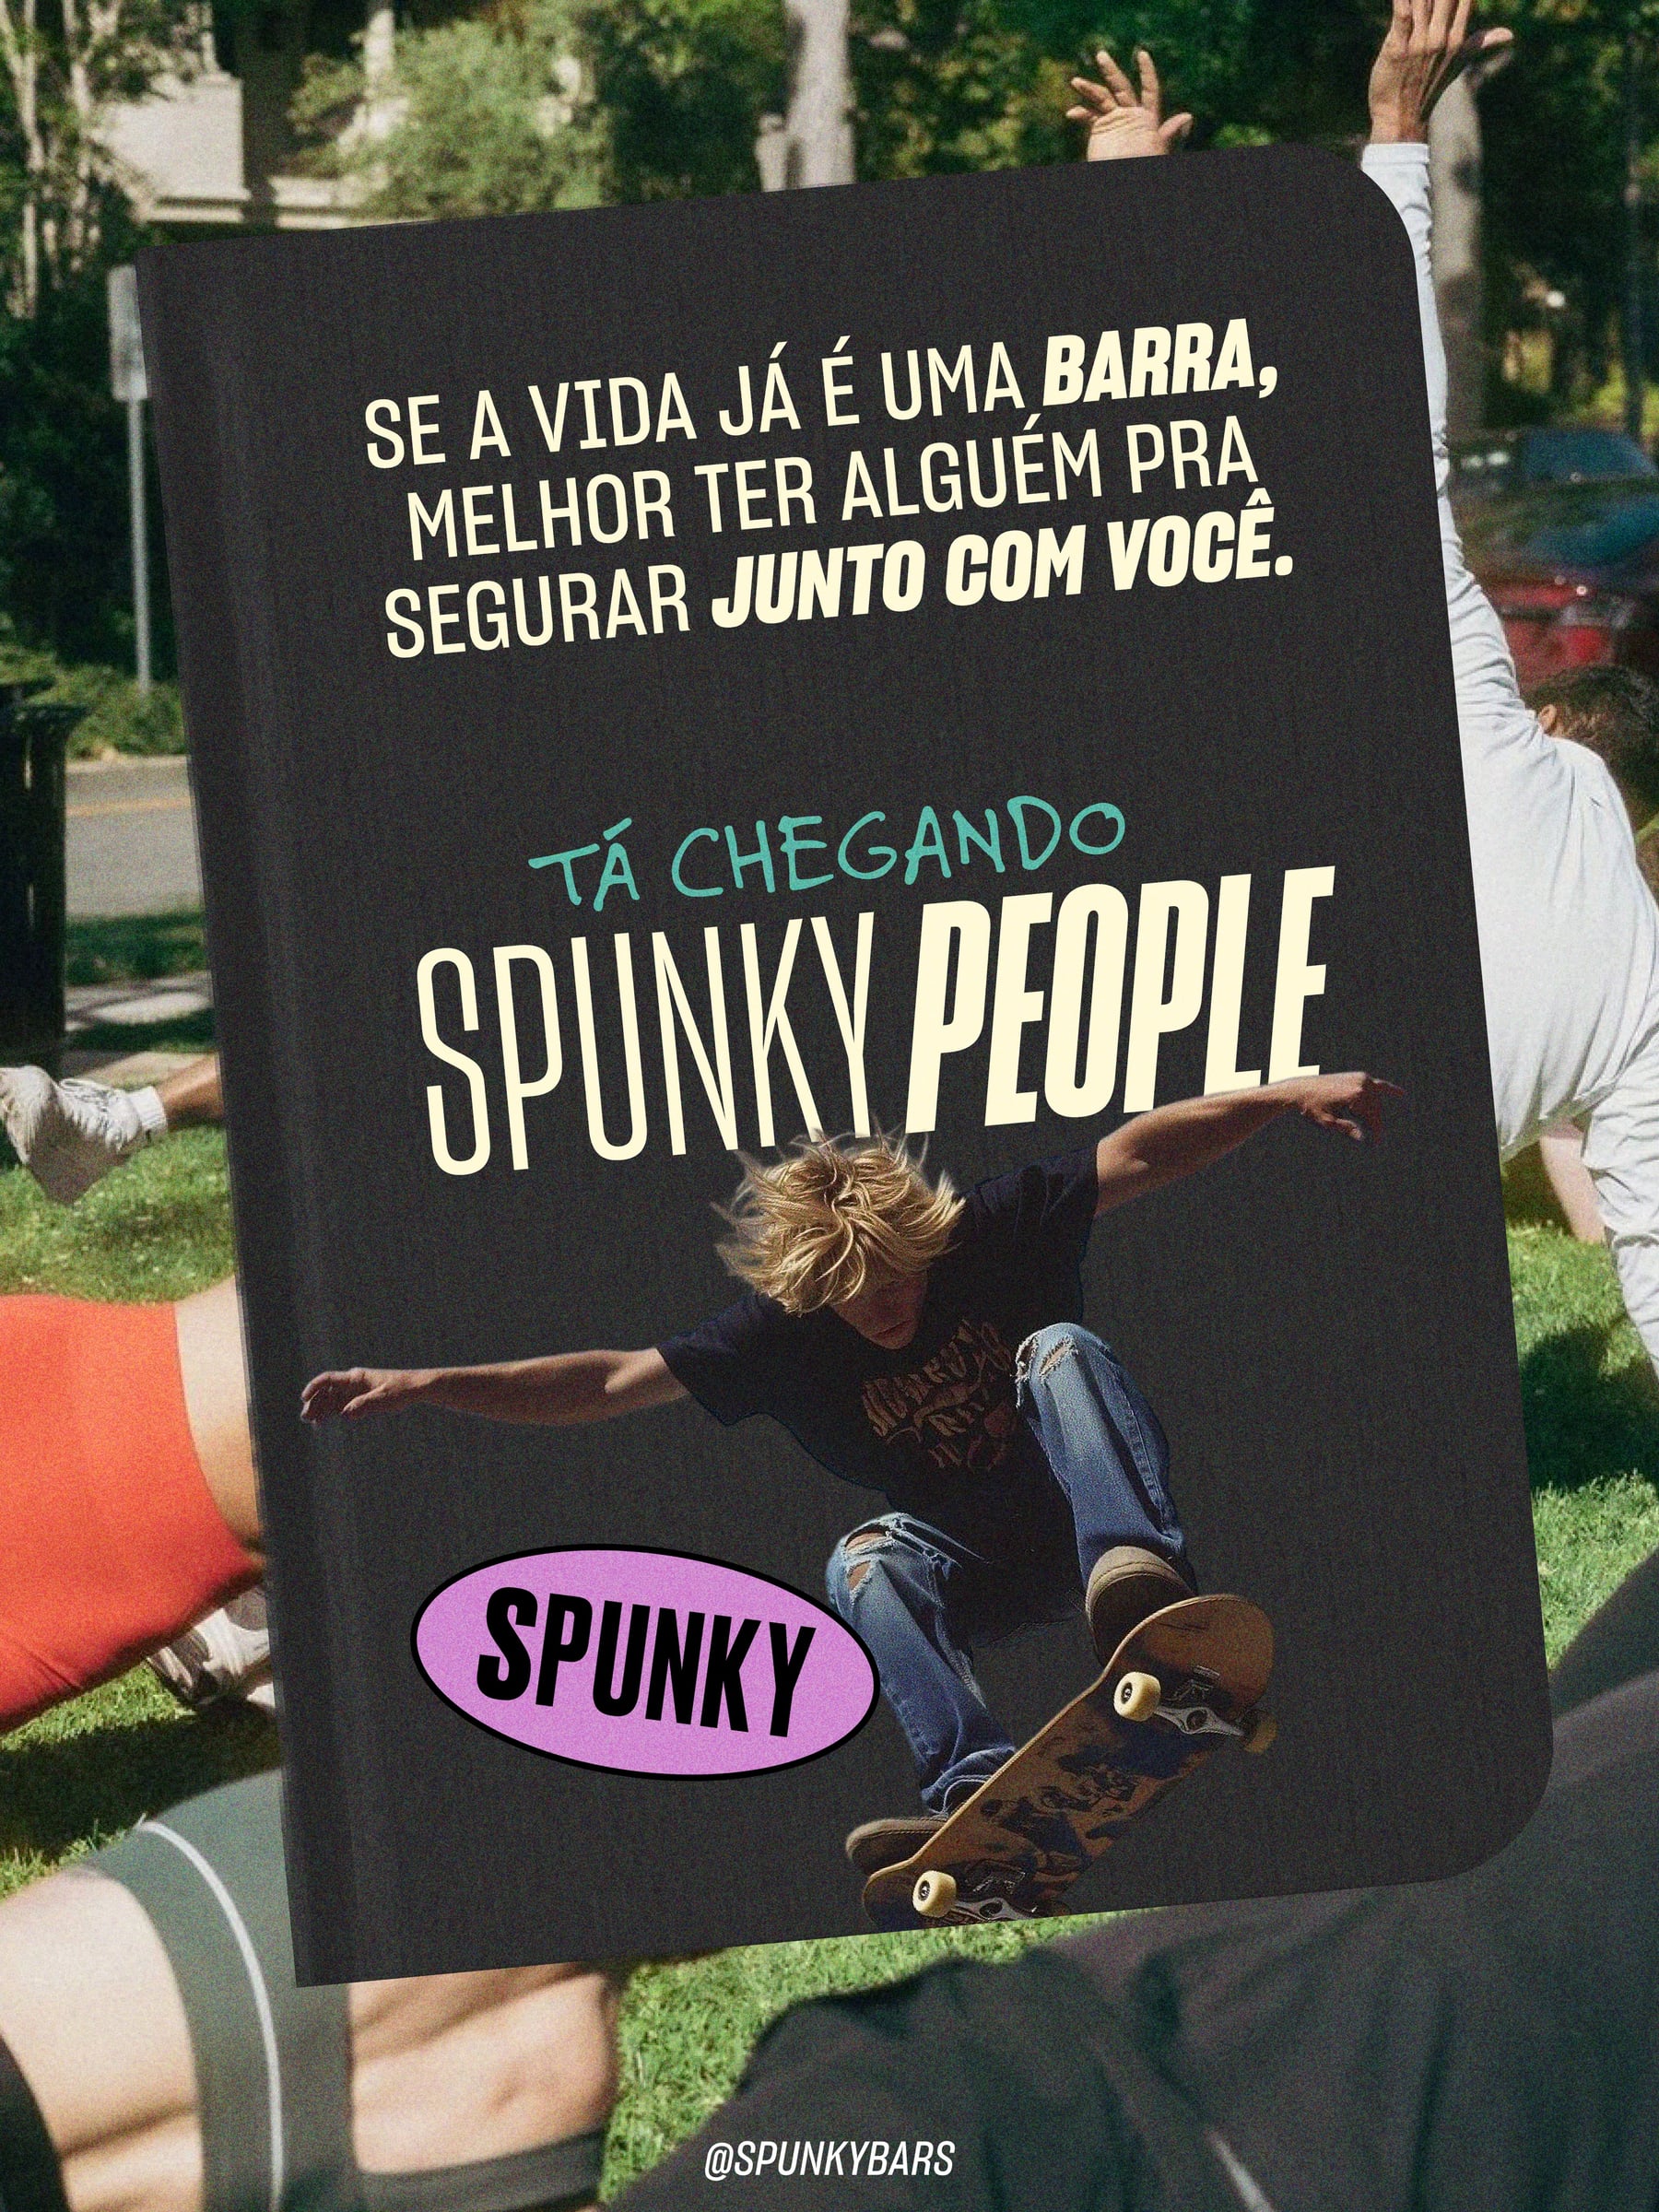 SE A VIDA JÁ É UMA BARRA,
MELHOR TER ALGUÉM PRA
SEGURAR JUNTO COM VOCÊ.
TÁ CHEGANDO
SPUNKY PEOPLE
SPUNKY
@SPUNKYBARS